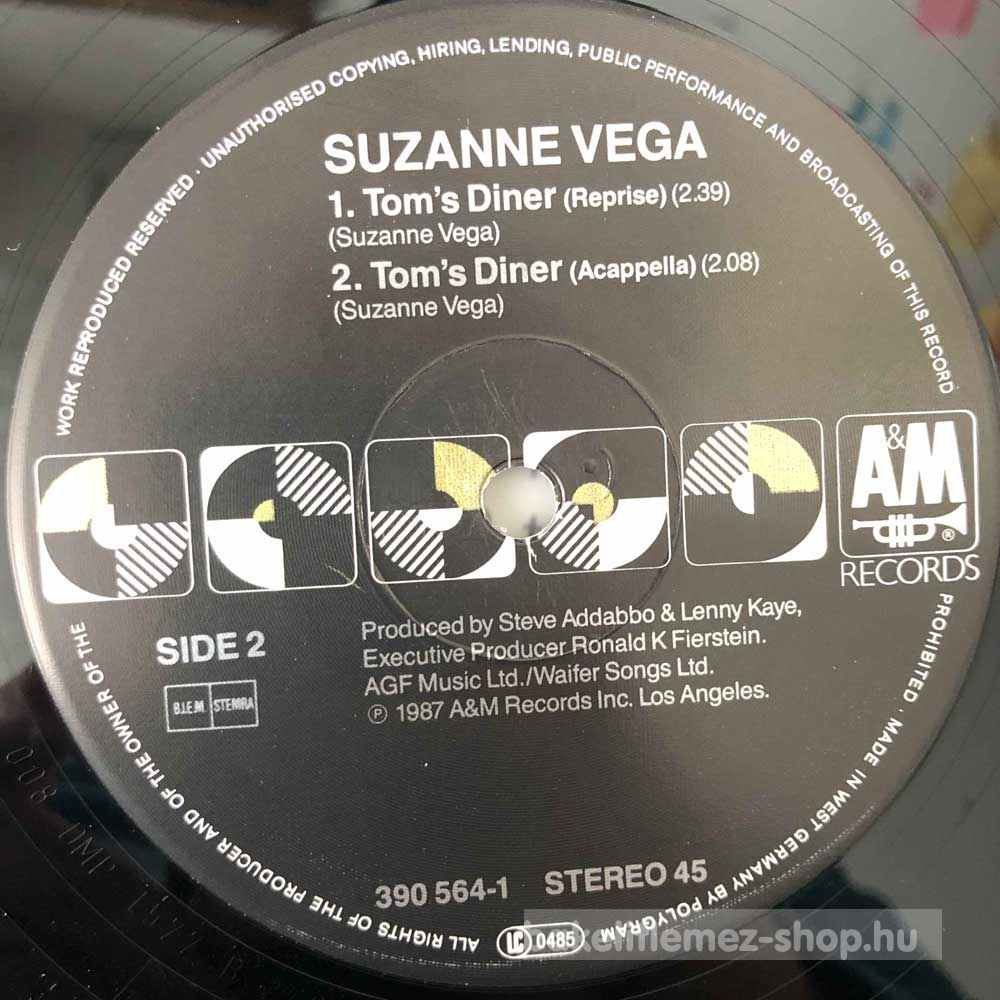 WORK REPRODUCED RESERVED · UNAUTHORISED COPYING, HIRING, LENDING, PUBLIC PERFORMANCE AND BROADCASTING OF THIS RECORD
SUZANNE VEGA
1. Tom's Diner (Reprise) (2.39)
(Suzanne Vega)
2. Tom's Diner (Acappella) (2.08)
(Suzanne Vega)
A&M
®
RECORDS
SIDE 2
B.I.E.M STEMRA
Produced by Steve Addabbo & Lenny Kaye,
Executive Producer Ronald K Fierstein.
AGF Music Ltd./Waifer Songs Ltd.
℗ 1987 A&M Records Inc. Los Angeles.
390 564-1 STEREO 45
ALL RIGHTS OF THE PRODUCER AND OF THE OWNER OF THE
PROHIBITED · MADE IN WEST GERMANY BY POLYGRAM
LC 0485
008 DMM